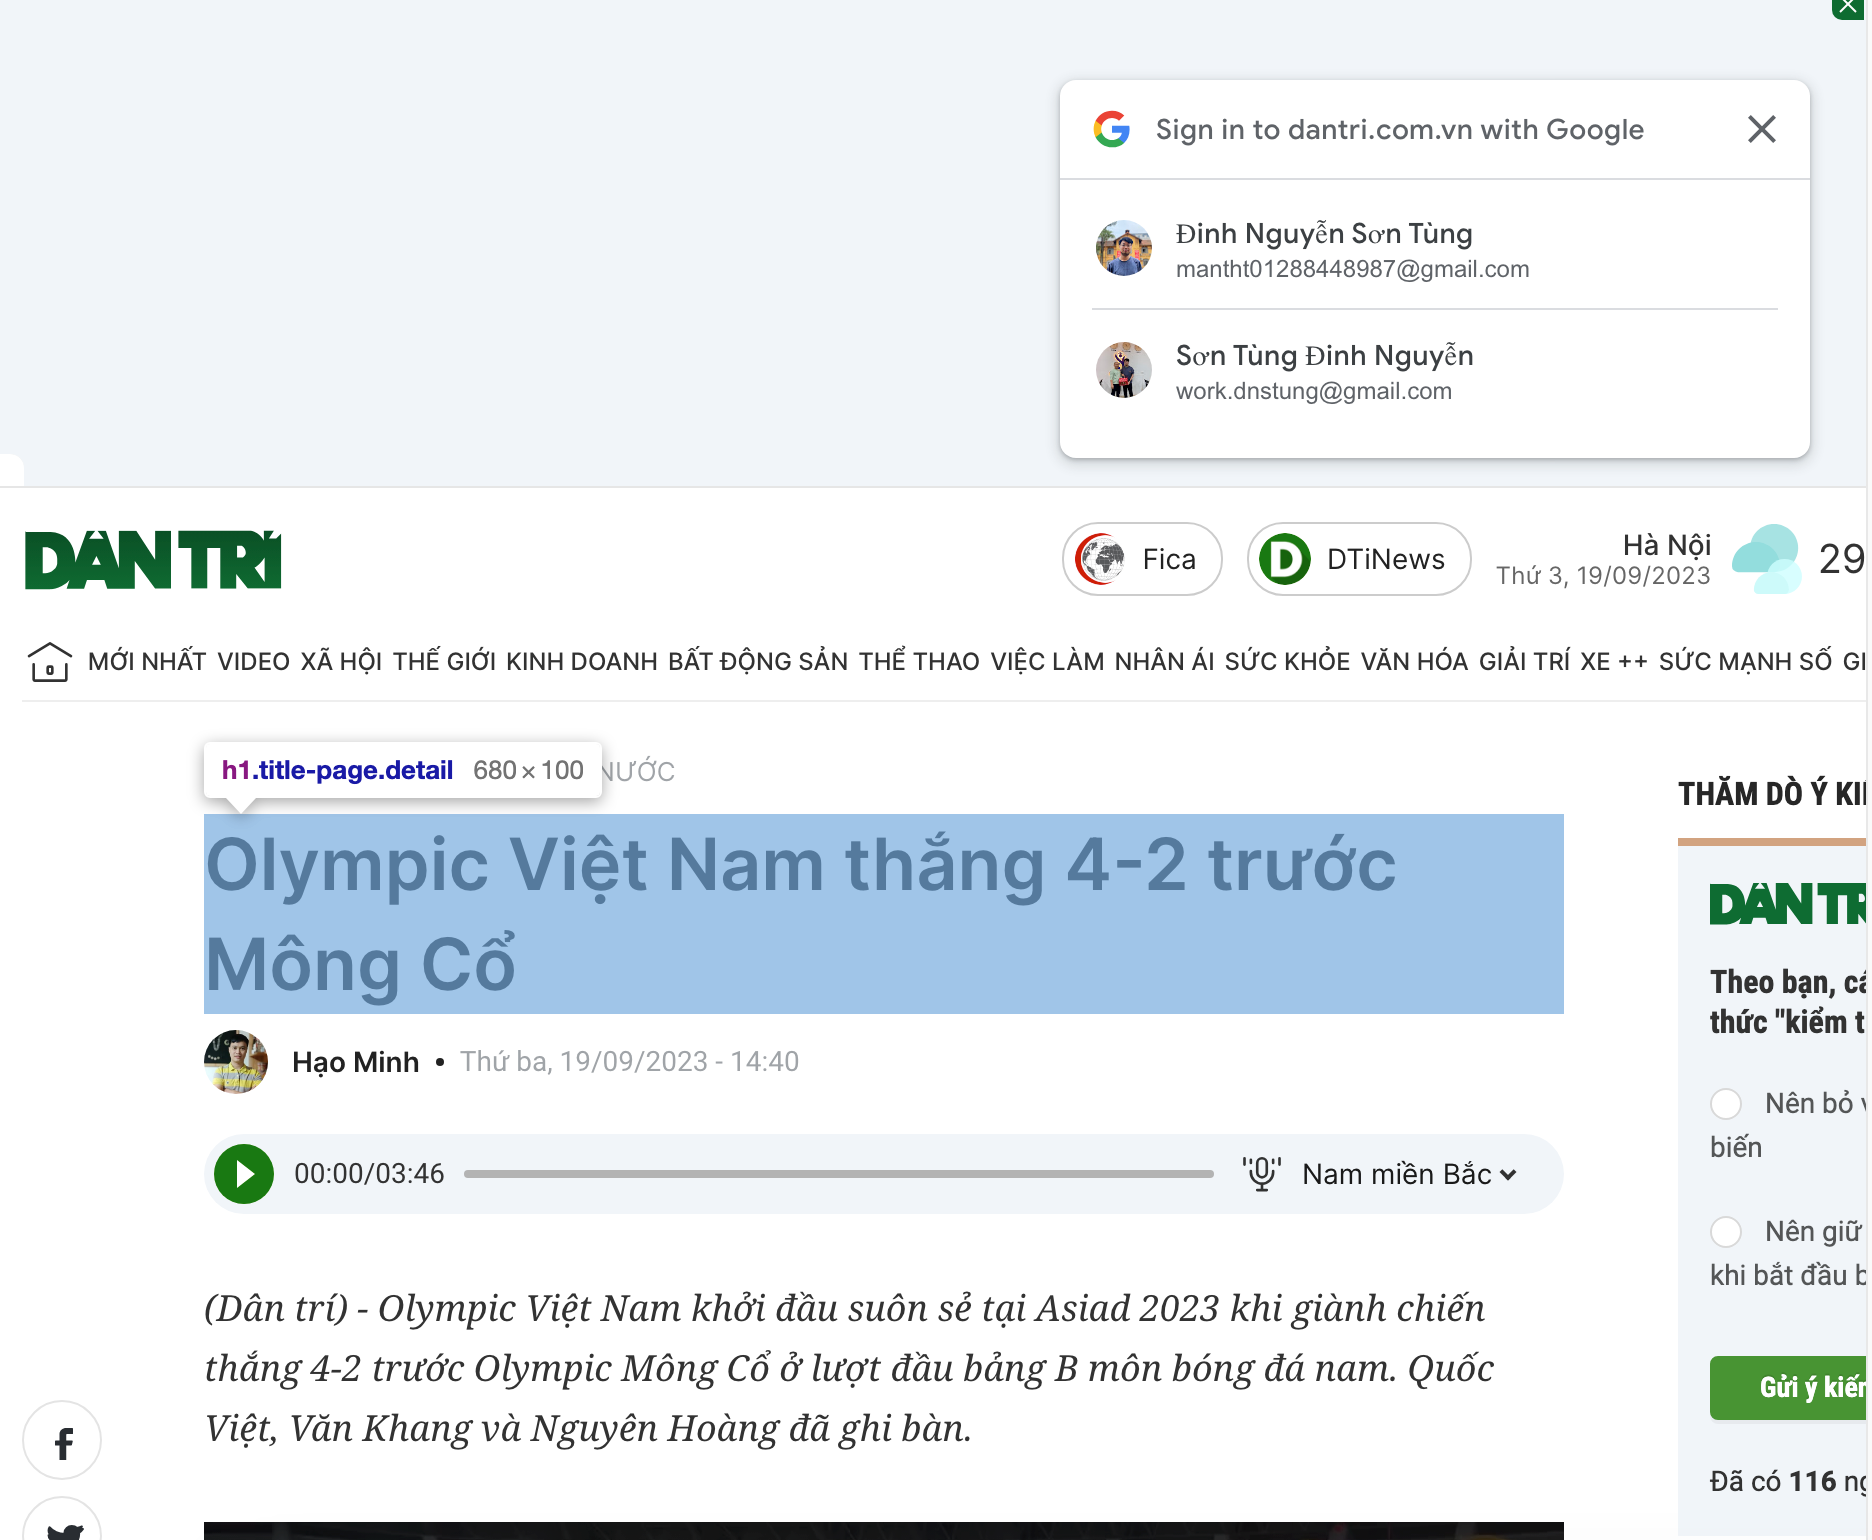 Sign in to dantri.com.vn with Google
Đinh Nguyễn Sơn Tùng
mantht01288448987@gmail.com
Sơn Tùng Đinh Nguyễn
work.dnstung@gmail.com
DÂN TRÍ
Fica
D DTiNews
Hà Nội
Thứ 3, 19/09/2023
29
MỚI NHẤT VIDEO XÃ HỘI THẾ GIỚI KINH DOANH BẤT ĐỘNG SẢN THỂ THAO VIỆC LÀM NHÂN ÁI SỨC KHỎE VĂN HÓA GIẢI TRÍ XE ++ SỨC MẠNH SỐ
h1.title-page.detail 680×100
NƯỚC
Olympic Việt Nam thắng 4-2 trước
Mông Cổ
Hạo Minh • Thứ ba, 19/09/2023 - 14:40
00:00/03:46
Nam miền Bắc
(Dân trí) - Olympic Việt Nam khởi đầu suôn sẻ tại Asiad 2023 khi giành chiến
thắng 4-2 trước Olympic Mông Cổ ở lượt đầu bảng B môn bóng đá nam. Quốc
Việt, Văn Khang và Nguyên Hoàng đã ghi bàn.
THĂM DÒ Ý
DÂN TR
Theo bạn,
thức "kiểm
Nên bỏ
biến
Nên giữ
khi bắt đầu
Gửi ý kiến
Đã có 116